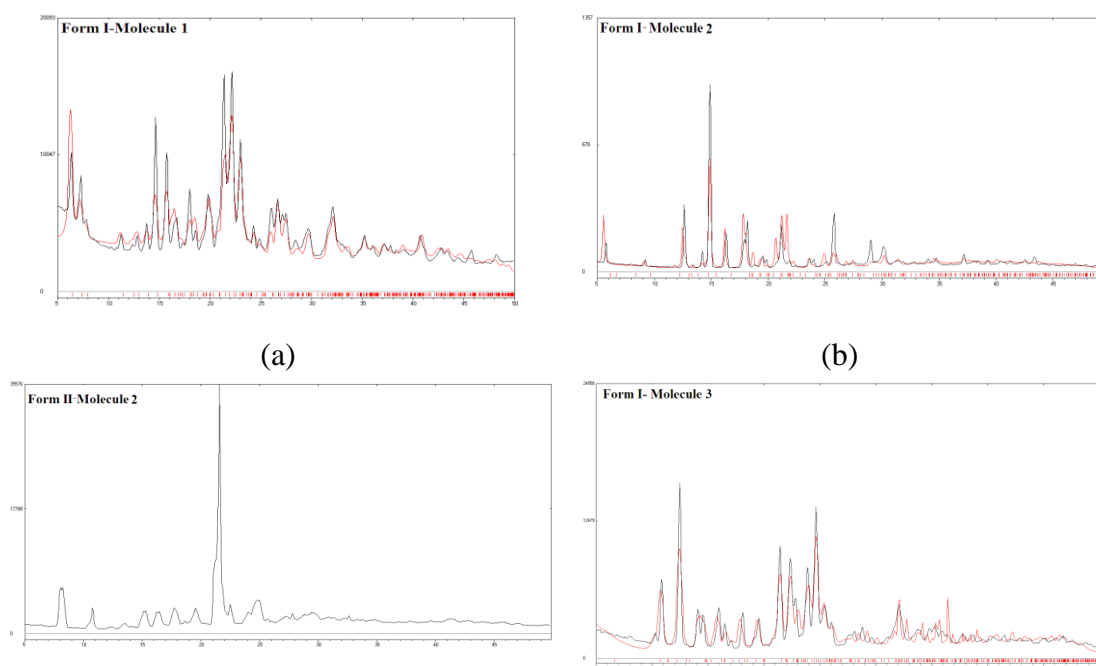 Form I-Molecule 1
20093
10047
0
5 10 15 20 25 30 35 40 45 50
(a)
Form I- Molecule 2
1357
678
0
5 10 15 20 25 30 35 40 45
(b)
Form II-Molecule 2
17788
0
5 10 15 20 25 30 35 40 45
Form I- Molecule 3
0